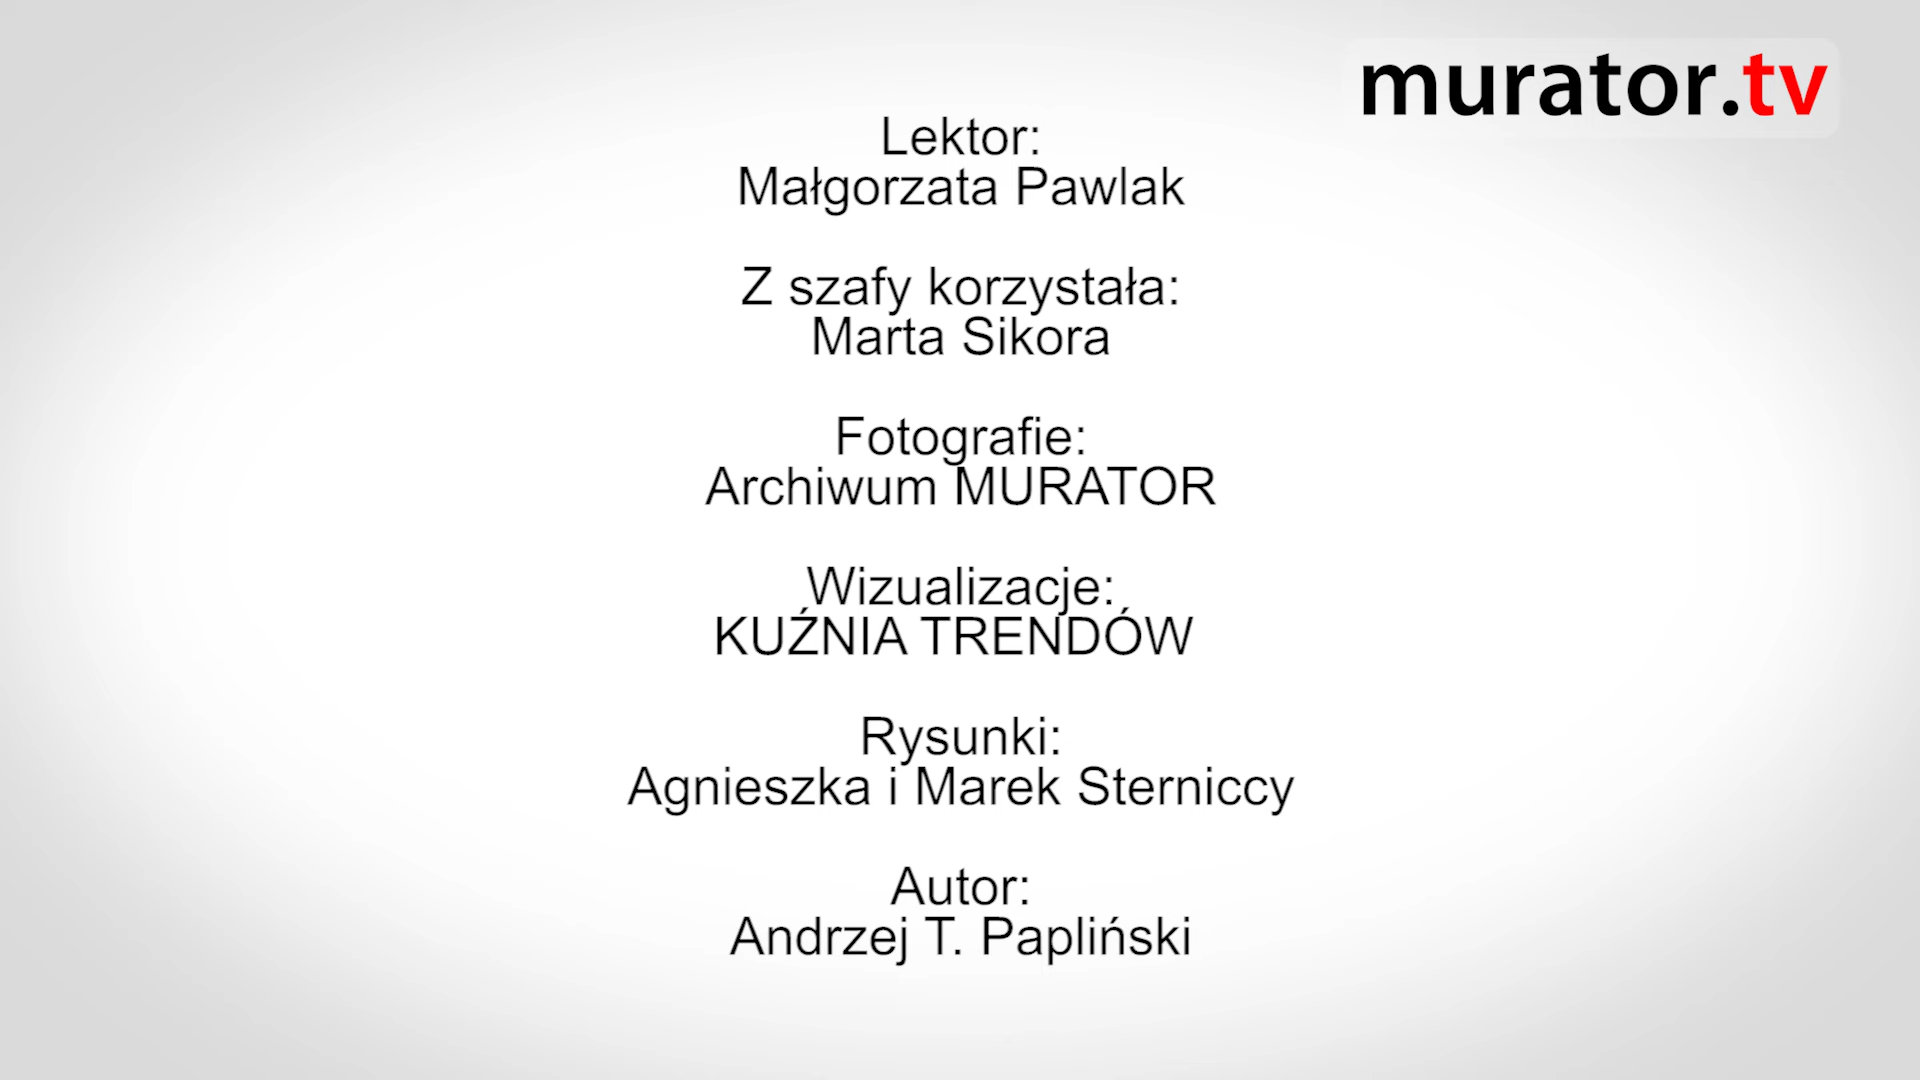 murator.tv
Lektor:
Małgorzata Pawlak
Z szafy korzystała:
Marta Sikora
Fotografie:
Archiwum MURATOR
Wizualizacje:
KUŹNIA TRENDÓW
Rysunki:
Agnieszka i Marek Sterniccy
Autor:
Andrzej T. Papliński